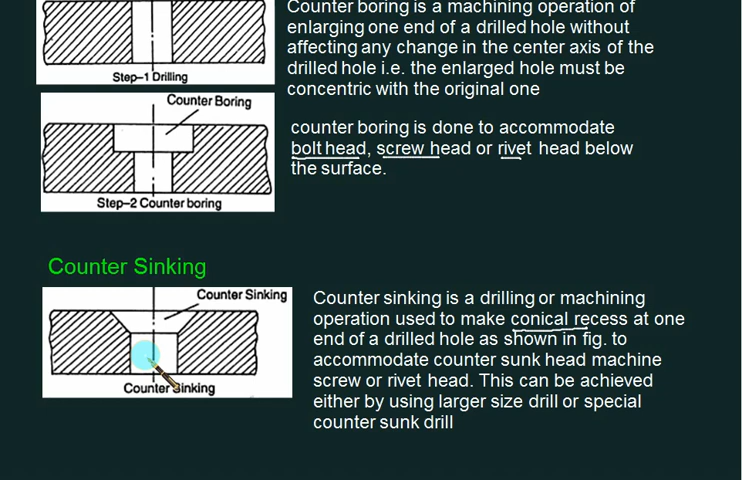 Counter boring is a machining operation of
enlarging one end of a drilled hole without
affecting any change in the center axis of the
drilled hole i.e. the enlarged hole must be
concentric with the original one
Step-1 Drilling
Counter Boring
Step-2 Counter boring
counter boring is done to accommodate
bolt head, screw head or rivet head below
the surface.
Counter Sinking
Counter Sinking
Counter Sinking
Counter sinking is a drilling or machining
operation used to make conical recess at one
end of a drilled hole as shown in fig. to
accommodate counter sunk head machine
screw or rivet head. This can be achieved
either by using larger size drill or special
counter sunk drill